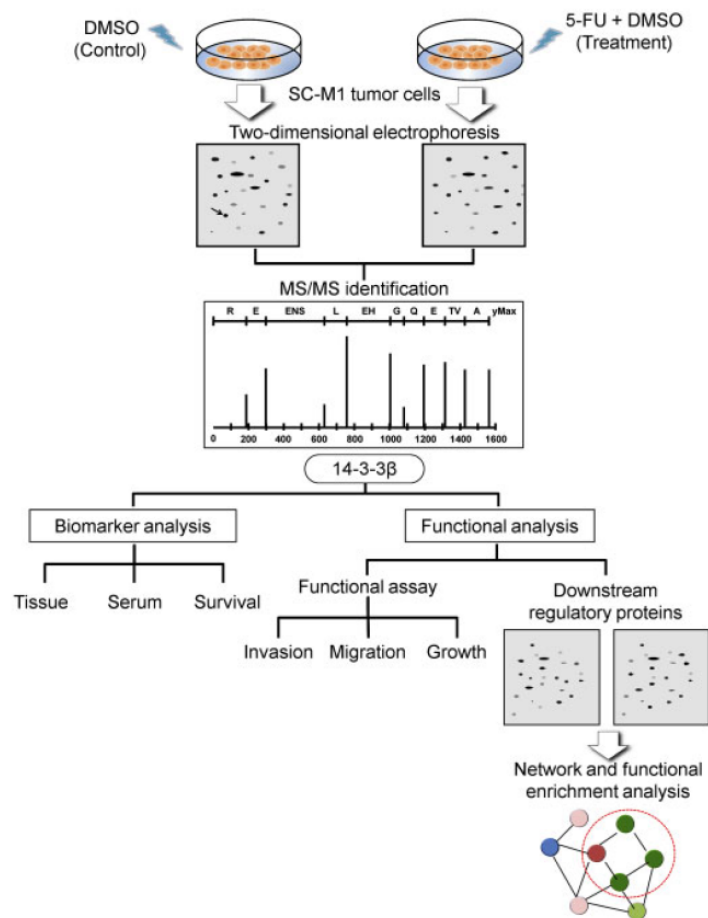 DMSO
(Control)
5-FU + DMSO
(Treatment)
SC-M1 tumor cells
Two-dimensional electrophoresis
MS/MS identification
R E ENS L EH G Q E TV A yMax
0 200 400 600 800 1000 1200 1400 1600
14-3-3β
Biomarker analysis
Functional analysis
Tissue Serum Survival
Functional assay
Invasion Migration Growth
Downstream
regulatory proteins
Network and functional
enrichment analysis